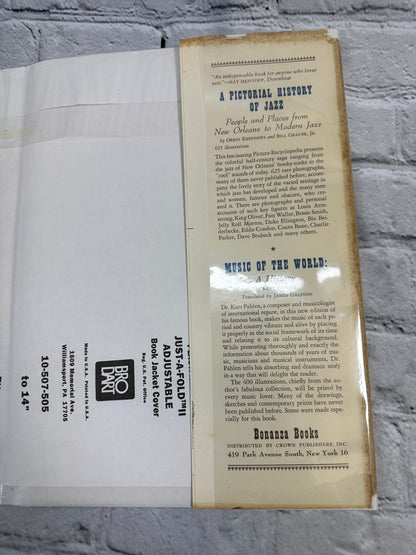 "An indispensable book for anyone who loves
jazz."—NAT HENTOFF, Downbeat
A PICTORIAL HISTORY
OF JAZZ
People and Places from
New Orleans to Modern Jazz
by ORRIN KEEPNEWS and BILL GRAUER, JR.
625 illustrations
This fascinating Picture-Encyclopedia presents
the colorful half-century saga ranging from
the jazz of New Orleans' honky-tonks to the
"cool" sounds of today. 625 rare photographs,
many of them never published before, accom-
pany the lively story of the varied settings in
which jazz has developed and the many men
and women, famous and obscure, who cre-
ated it. There are photographs and personal
accounts of such key figures as Louis Arm-
strong, King Oliver, Fats Waller, Bessie Smith,
Jelly Roll Morton, Duke Ellington, Bix Bei-
derbecke, Eddie Condon, Count Basie, Charlie
Parker, Dave Brubeck and many others.
★
MUSIC OF THE WORLD:
A
Translated by JAMES GALSTON
Dr. Kurt Pahlen, a composer and musicologist
of international repute, in this new edition of
his famous book, makes the music of each pe-
riod and country vibrant and alive by placing
it properly in the social framework of its time
and relating it to its cultural background.
While presenting thoroughly and exactly the
information about thousands of years of mu-
sic, musicians and musical instruments, Dr.
Pahlen tells his absorbing and dramatic story
in a way that will delight the reader.
The 400 illustrations, chiefly from the au-
thor's fabulous collection, will be prized by
every music lover. Many of the drawings,
sketches and contemporary prints have never
been published before. Some were made espe-
cially for this book.
Bonanza Books
DISTRIBUTED BY CROWN PUBLISHERS, INC.
419 Park Avenue South, New York 16
JUST-A-FOLD™II
ADJUSTABLE
Book Jacket Cover
Reg. U.S. Pat. Office
BRO
DART
Made in U.S.A. Printed in U.S.A.
1609 Memorial Ave.
Williamsport, PA 17705
10-507-505
to 14"